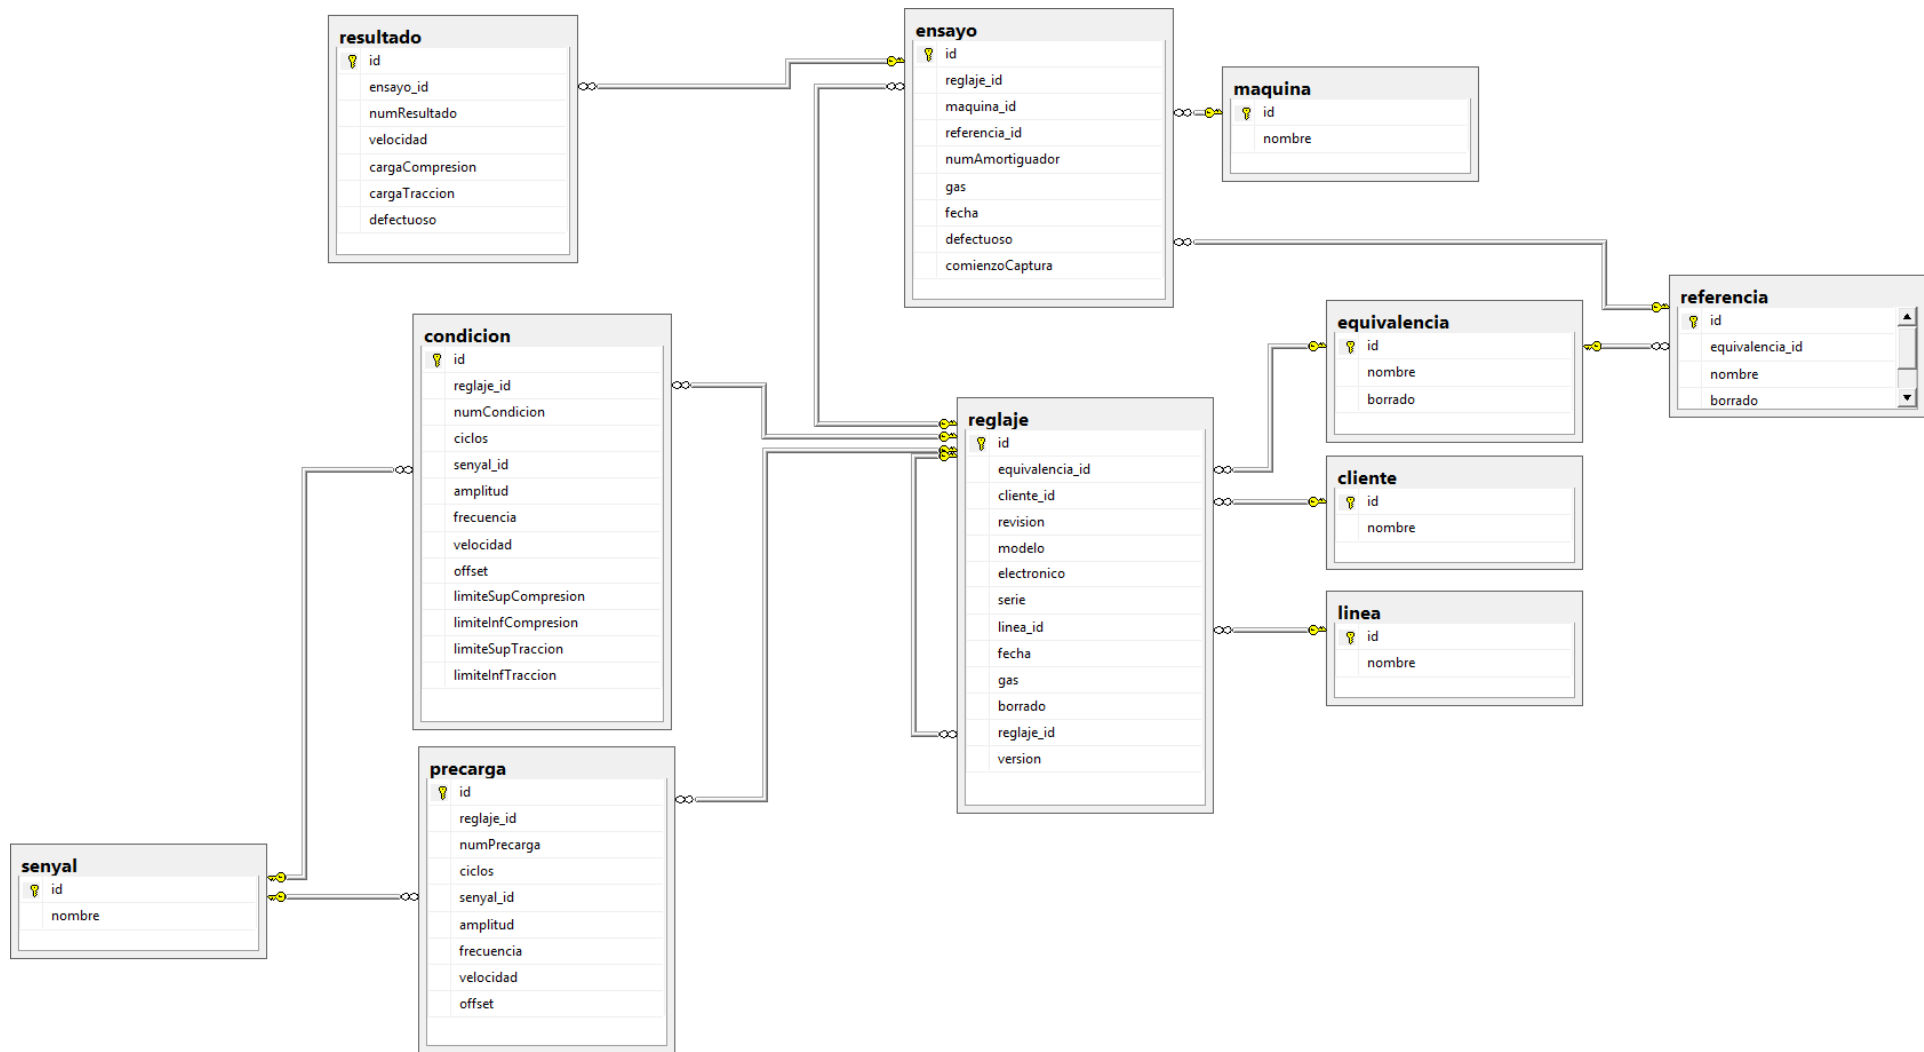 resultado
id
ensayo_id
numResultado
velocidad
cargaCompresion
cargaTraccion
defectuoso
ensayo
id
reglaje_id
maquina_id
referencia_id
numAmortiguador
gas
fecha
defectuoso
comienzoCaptura
maquina
id
nombre
referencia
id
equivalencia_id
nombre
borrado
equivalencia
id
nombre
borrado
condicion
id
reglaje_id
numCondicion
ciclos
senyal_id
amplitud
frecuencia
velocidad
offset
limiteSupCompresion
limiteInfCompresion
limiteSupTraccion
limiteInfTraccion
reglaje
id
equivalencia_id
cliente_id
revision
modelo
electronico
serie
linea_id
fecha
gas
borrado
reglaje_id
version
cliente
id
nombre
linea
id
nombre
precarga
id
reglaje_id
numPrecarga
ciclos
senyal_id
amplitud
frecuencia
velocidad
offset
senyal
id
nombre